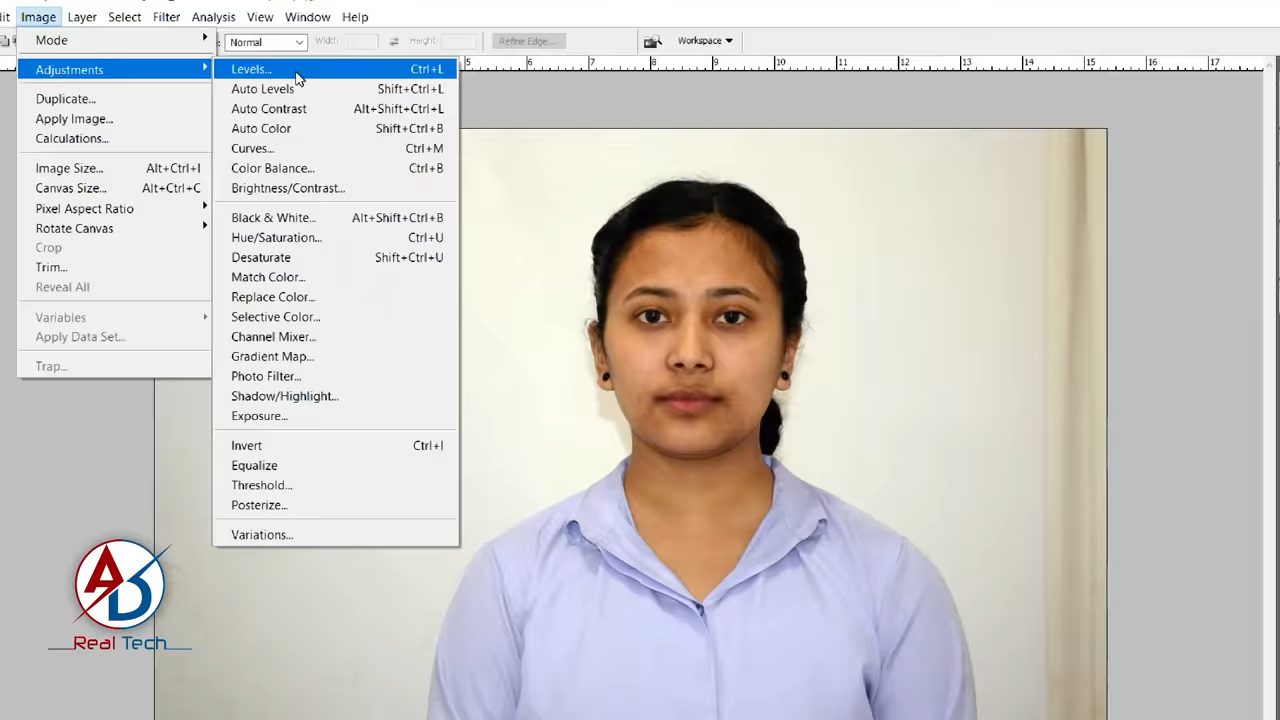 Image Layer Select Filter Analysis View Window Help
Normal Width: Height: Refine Edge... Workspace
5 7 8 9 10 11 12 13 14 15 16 17
Mode
Adjustments
Duplicate...
Apply Image...
Calculations...
Image Size... Alt+Ctrl+I
Canvas Size... Alt+Ctrl+C
Pixel Aspect Ratio
Rotate Canvas
Crop
Trim...
Reveal All
Variables
Apply Data Set...
Trap...
Levels... Ctrl+L
Auto Levels Shift+Ctrl+L
Auto Contrast Alt+Shift+Ctrl+L
Auto Color Shift+Ctrl+B
Curves... Ctrl+M
Color Balance... Ctrl+B
Brightness/Contrast...
Black & White... Alt+Shift+Ctrl+B
Hue/Saturation... Ctrl+U
Desaturate Shift+Ctrl+U
Match Color...
Replace Color...
Selective Color...
Channel Mixer...
Gradient Map...
Photo Filter...
Shadow/Highlight...
Exposure...
Invert Ctrl+I
Equalize
Threshold...
Posterize...
Variations...
AD
Real Tech